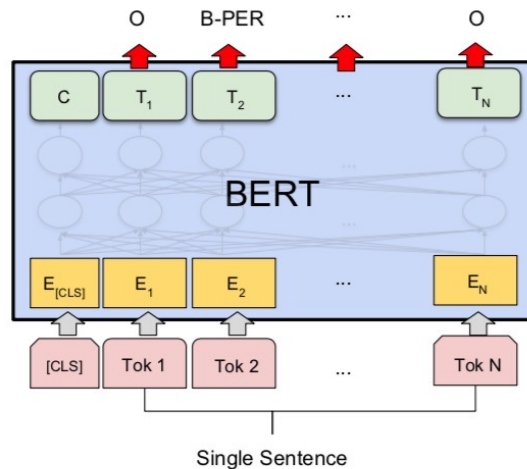 O B-PER ... O
C T1 T2 ... TN
...
BERT
...
E[CLS] E1 E2 ... EN
[CLS] Tok 1 Tok 2 ... Tok N
Single Sentence